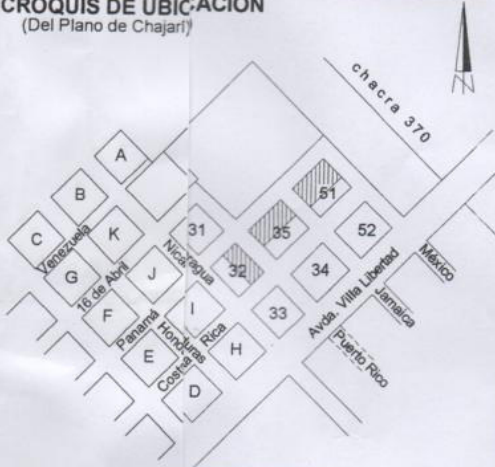 CROQUIS DE UBICACIÓN
(Del Plano de Chajarí)
chacra 370
N
A
B
C
K
31
51
35
52
Venezuela
Nicaragua
G
16 de Abril
J
32
34
México
F
Panamá
I
33
Avda. Villa Libertad
Jamaica
E
Honduras
Costa Rica
H
Puerto Rico
D